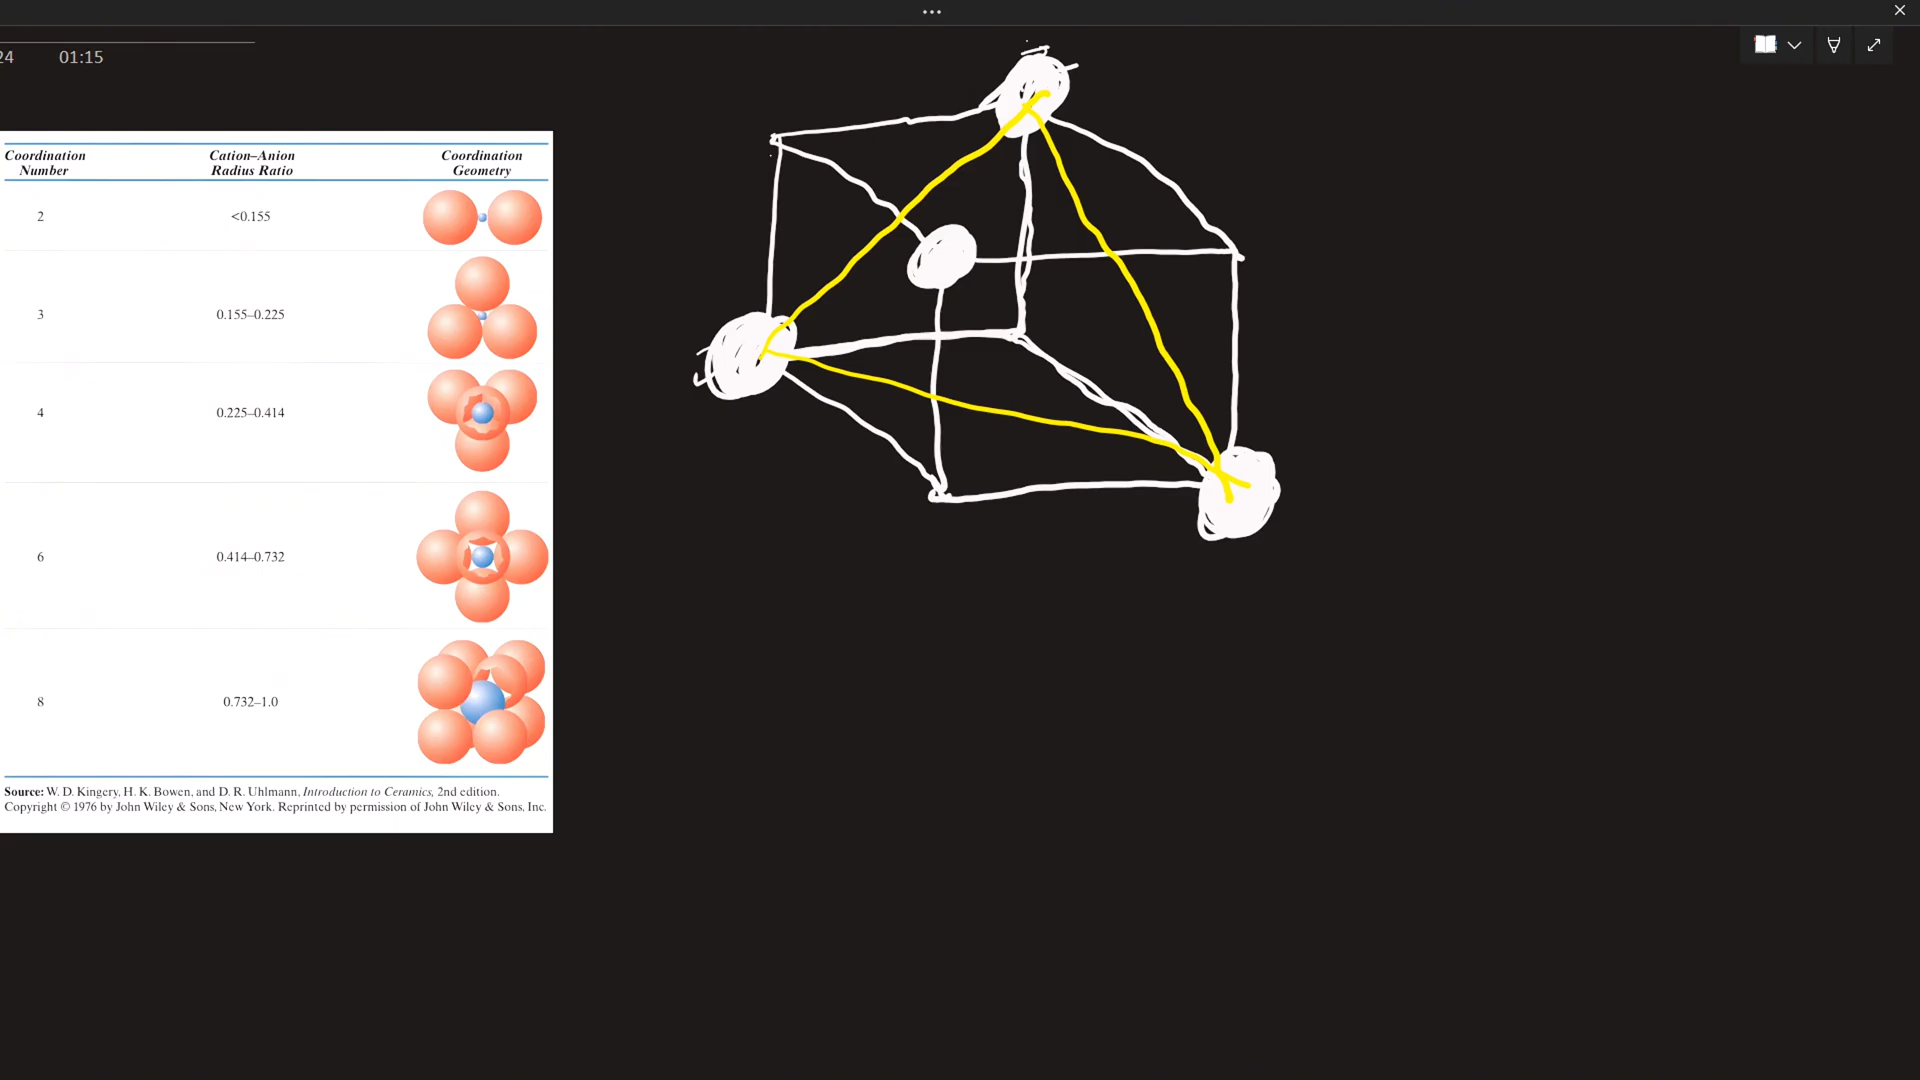 24 01:15
Coordination Number Cation–Anion Radius Ratio Coordination Geometry
2 <0.155
3 0.155–0.225
4 0.225–0.414
6 0.414–0.732
8 0.732–1.0
Source: W. D. Kingery, H. K. Bowen, and D. R. Uhlmann, Introduction to Ceramics, 2nd edition.
Copyright © 1976 by John Wiley & Sons, New York. Reprinted by permission of John Wiley & Sons, Inc.